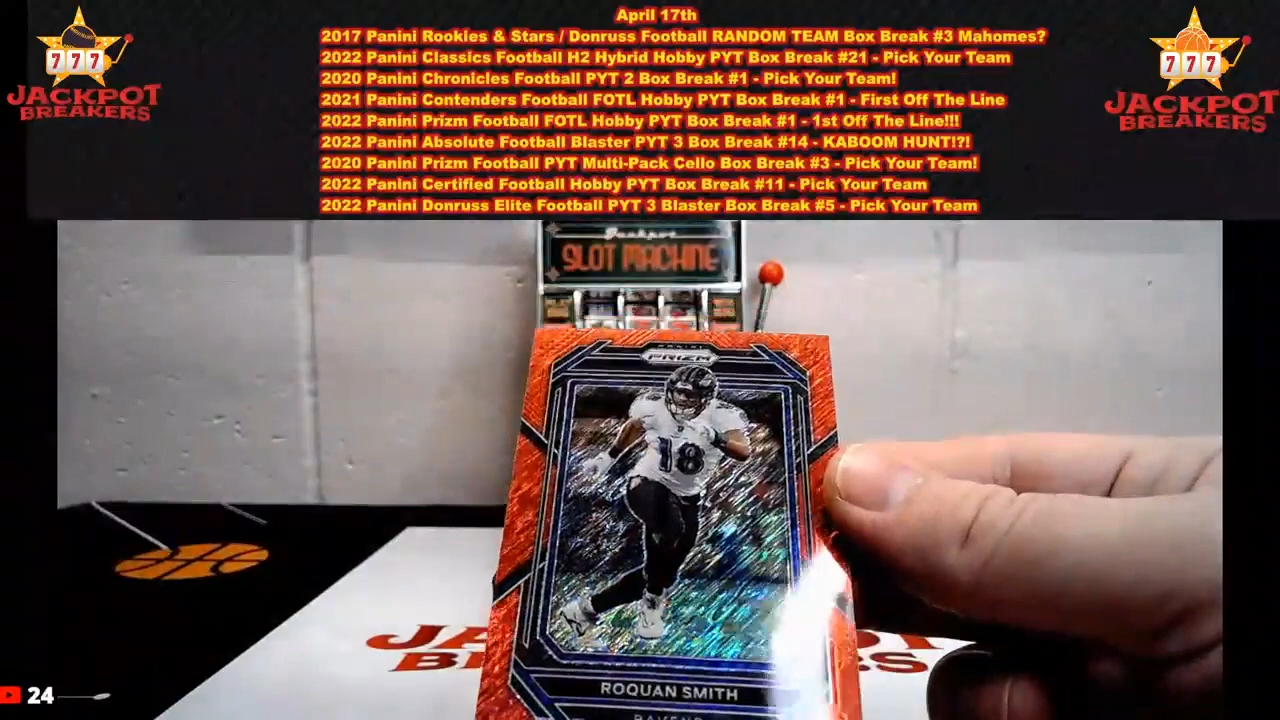 April 17th
2017 Panini Rookies & Stars / Donruss Football RANDOM TEAM Box Break #3 Mahomes?
2022 Panini Classics Football H2 Hybrid Hobby PYT Box Break #21 - Pick Your Team
2020 Panini Chronicles Football PYT 2 Box Break #1 - Pick Your Team!
2021 Panini Contenders Football FOTL Hobby PYT Box Break #1 - First Off The Line
2022 Panini Prizm Football FOTL Hobby PYT Box Break #1 - 1st Off The Line!!!
2022 Panini Absolute Football Blaster PYT 3 Box Break #14 - KABOOM HUNT!?!
2020 Panini Prizm Football PYT Multi-Pack Cello Box Break #3 - Pick Your Team!
2022 Panini Certified Football Hobby PYT Box Break #11 - Pick Your Team
2022 Panini Donruss Elite Football PYT 3 Blaster Box Break #5 - Pick Your Team
777
JACKPOT
BREAKERS
777
JACKPOT
BREAKERS
Jackpot
SLOT MACHINE
PANINI
PRIZM
18
ROQUAN SMITH
RAVENS
24